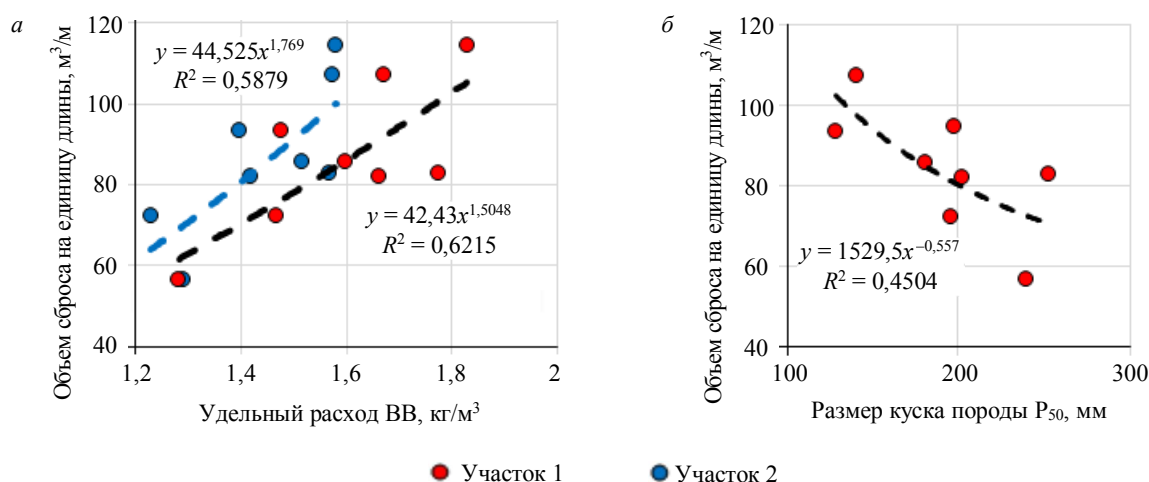 а
Объем сброса на единицу длины, м³/м
120
100
80
60
40
y = 44,525x^1,769
R² = 0,5879
y = 42,43x^1,5048
R² = 0,6215
1,2
1,4
1,6
1,8
2
Удельный расход ВВ, кг/м³
б
Объем сброса на единицу длины, м³/м
120
100
80
60
40
y = 1529,5x^−0,557
R² = 0,4504
100
200
300
Размер куска породы P₅₀, мм
Участок 1
Участок 2